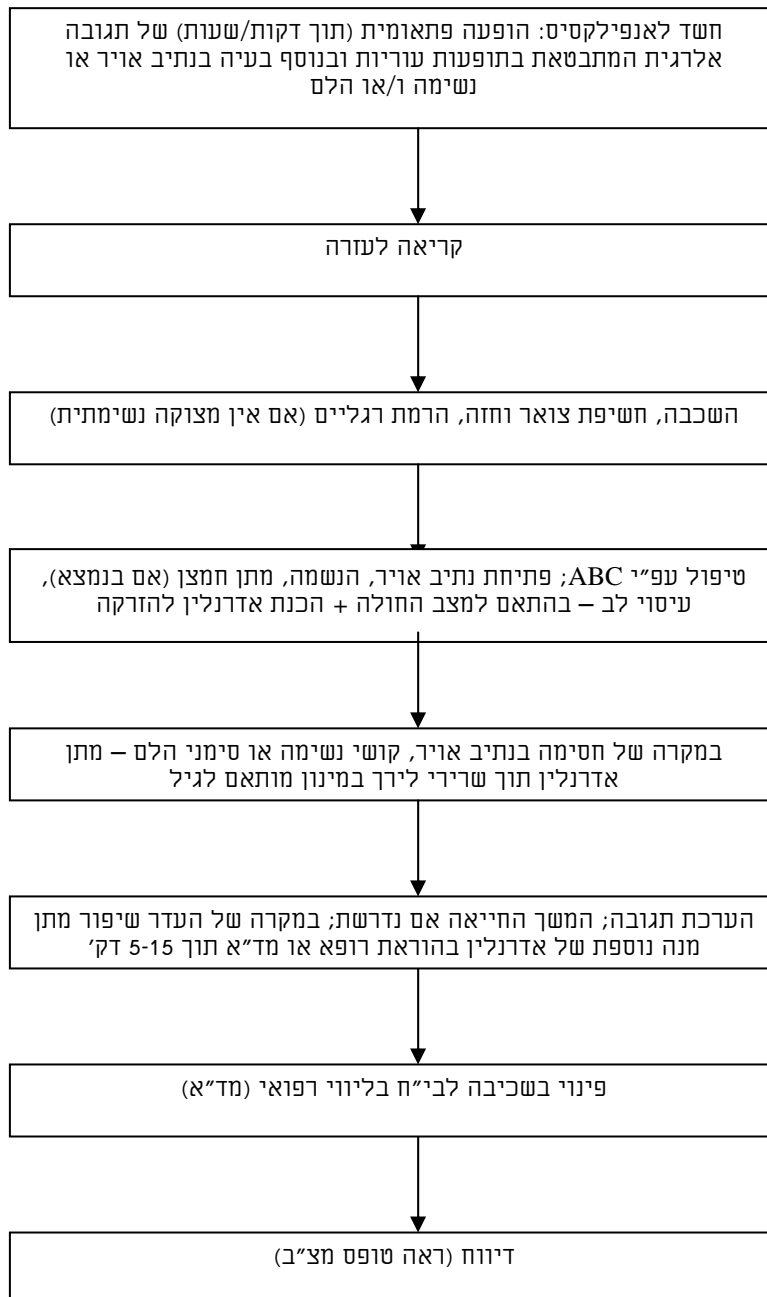 חשד לאנפילקסיס: הופעה פתאומית (תוך דקות/שעות) של תגובה
אלרגית המתבטאת בתופעות עוריות ובנוסף בעיה בנתיב אויר או
נשימה ו/או הלם
קריאה לעזרה
השכבה, חשיפת צואר וחזה, הרמת רגליים (אם אין מצוקה נשימתית)
טיפול עפ״י ABC; פתיחת נתיב אויר, הנשמה, מתן חמצן (אם בנמצא),
עיסוי לב – בהתאם למצב החולה + הכנת אדרנלין להזרקה
במקרה של חסימה בנתיב אויר, קושי נשימה או סימני הלם – מתן
אדרנלין תוך שרירי לירך במינון מותאם לגיל
הערכת תגובה; המשך החייאה אם נדרשת; במקרה של העדר שיפור מתן
מנה נוספת של אדרנלין בהוראת רופא או מד״א תוך 5-15 דק׳
פינוי בשכיבה לבי״ח בליווי רפואי (מד״א)
דיווח (ראה טופס מצ״ב)